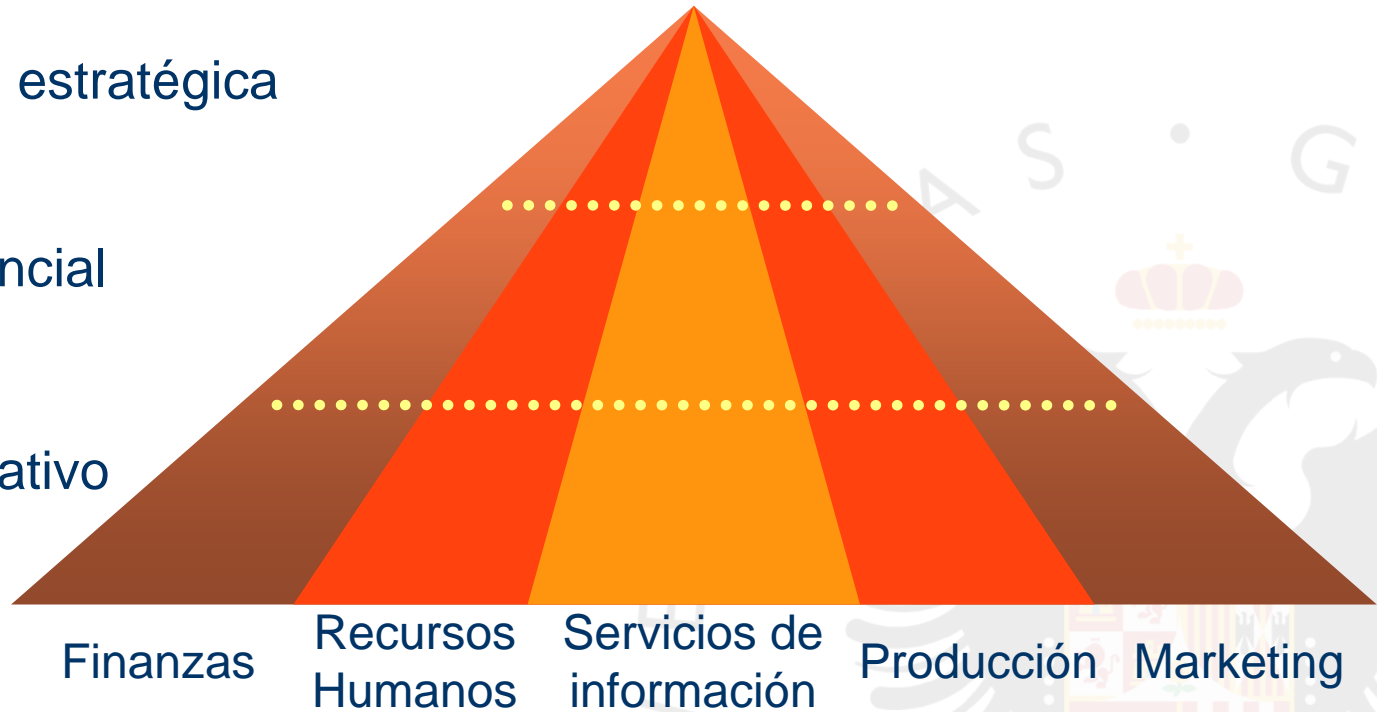 estratégica
ncial
ativo
Finanzas
Recursos
Humanos
Servicios de
información
Producción
Marketing
A S · G